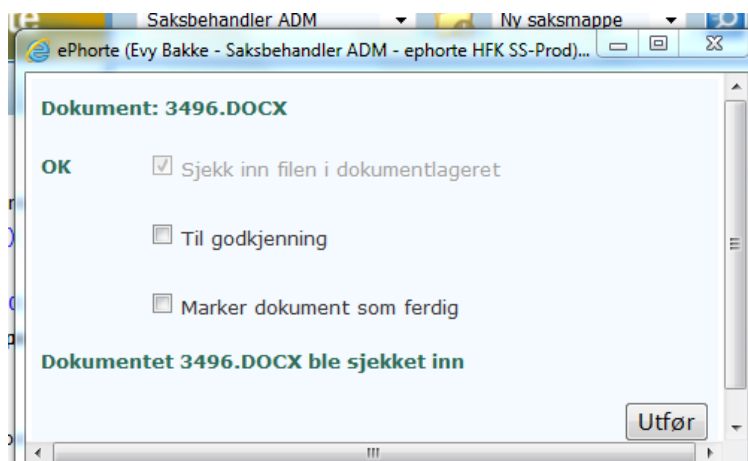 Saksbehandler ADM Ny saksmappe
ePhorte (Evy Bakke - Saksbehandler ADM - ephorte HFK SS-Prod)...
Dokument: 3496.DOCX
OK Sjekk inn filen i dokumentlageret
Til godkjenning
Marker dokument som ferdig
Dokumentet 3496.DOCX ble sjekket inn
Utfør